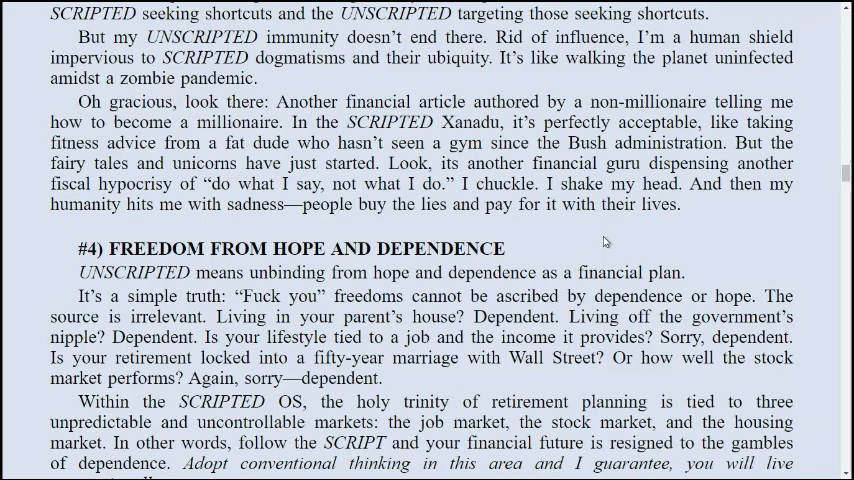 SCRIPTED seeking shortcuts and the UNSCRIPTED targeting those seeking shortcuts.
But my UNSCRIPTED immunity doesn’t end there. Rid of influence, I’m a human shield
impervious to SCRIPTED dogmatisms and their ubiquity. It’s like walking the planet uninfected
amidst a zombie pandemic.
Oh gracious, look there: Another financial article authored by a non-millionaire telling me
how to become a millionaire. In the SCRIPTED Xanadu, it’s perfectly acceptable, like taking
fitness advice from a fat dude who hasn’t seen a gym since the Bush administration. But the
fairy tales and unicorns have just started. Look, its another financial guru dispensing another
fiscal hypocrisy of “do what I say, not what I do.” I chuckle. I shake my head. And then my
humanity hits me with sadness—people buy the lies and pay for it with their lives.
#4) FREEDOM FROM HOPE AND DEPENDENCE
UNSCRIPTED means unbinding from hope and dependence as a financial plan.
It’s a simple truth: “Fuck you” freedoms cannot be ascribed by dependence or hope. The
source is irrelevant. Living in your parent’s house? Dependent. Living off the government’s
nipple? Dependent. Is your lifestyle tied to a job and the income it provides? Sorry, dependent.
Is your retirement locked into a fifty-year marriage with Wall Street? Or how well the stock
market performs? Again, sorry—dependent.
Within the SCRIPTED OS, the holy trinity of retirement planning is tied to three
unpredictable and uncontrollable markets: the job market, the stock market, and the housing
market. In other words, follow the SCRIPT and your financial future is resigned to the gambles
of dependence. Adopt conventional thinking in this area and I guarantee, you will live